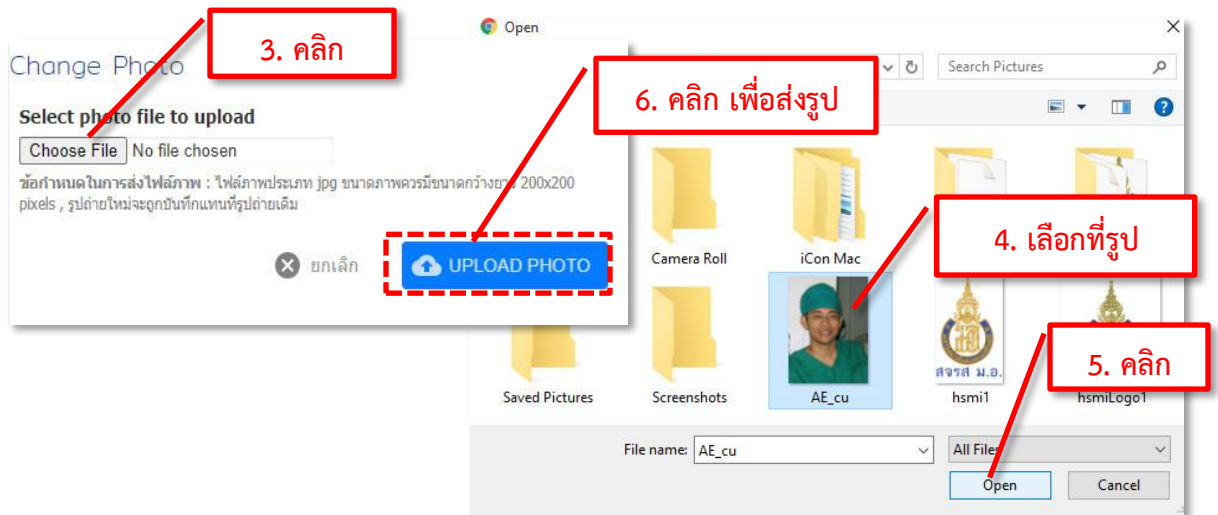 3. คลิก
Change Photo
Select photo file to upload
Choose File No file chosen
ข้อกำหนดในการส่งไฟล์ภาพ : ไฟล์ภาพประเภท jpg ขนาดภาพควรมีขนาดกว้างยาว 200x200
pixels , รูปถ่ายใหม่จะถูกบันทึกแทนที่รูปถ่ายเดิม
ยกเลิก
UPLOAD PHOTO
6. คลิก เพื่อส่งรูป
Open
Search Pictures
Camera Roll
iCon Mac
4. เลือกที่รูป
สจรส ม.อ.
5. คลิก
Saved Pictures
Screenshots
AE_cu
hsmi1
hsmiLogo1
File name: AE_cu
All Files
Open
Cancel